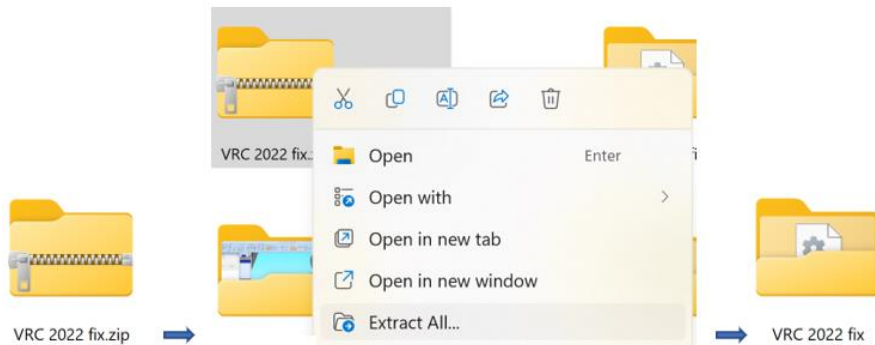 VRC 2022 fix.
Open
Enter
Open with
Open in new tab
Open in new window
Extract All...
VRC 2022 fix.zip
VRC 2022 fix